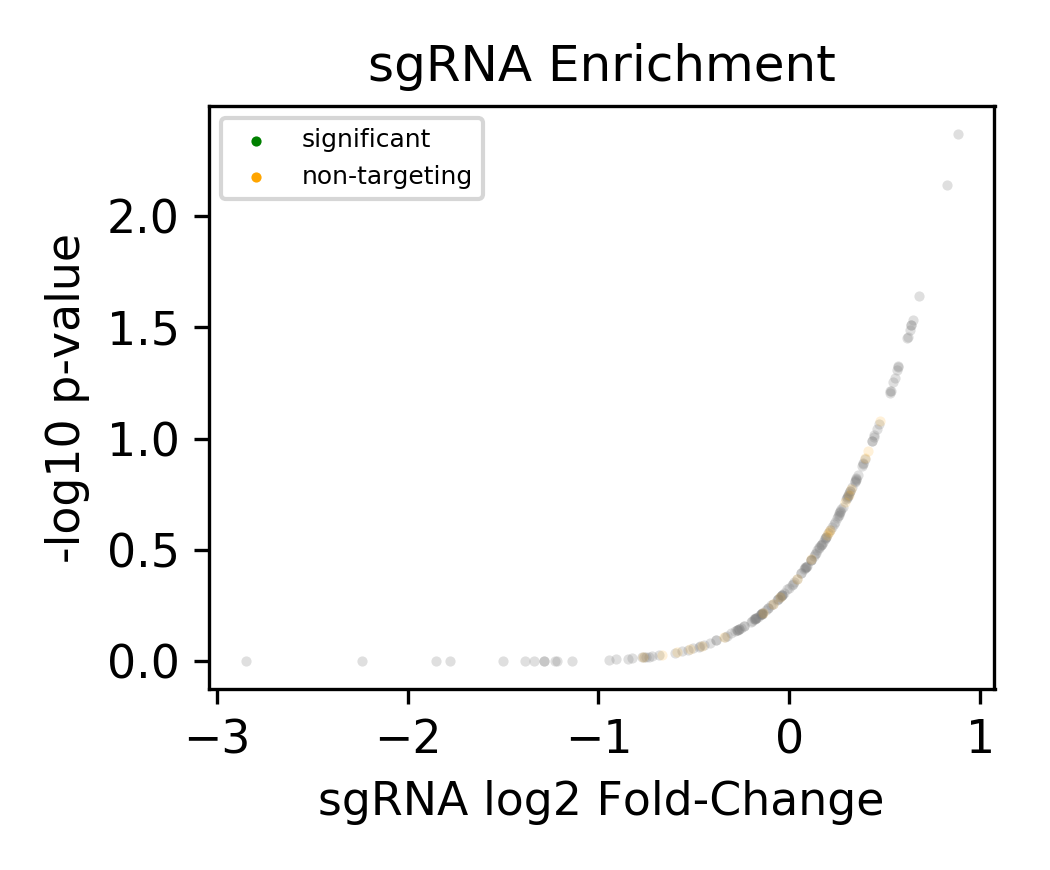 sgRNA Enrichment
significant
non-targeting
2.0
1.5
1.0
0.5
0.0
-log10 p-value
−3
−2
−1
0
1
sgRNA log2 Fold-Change